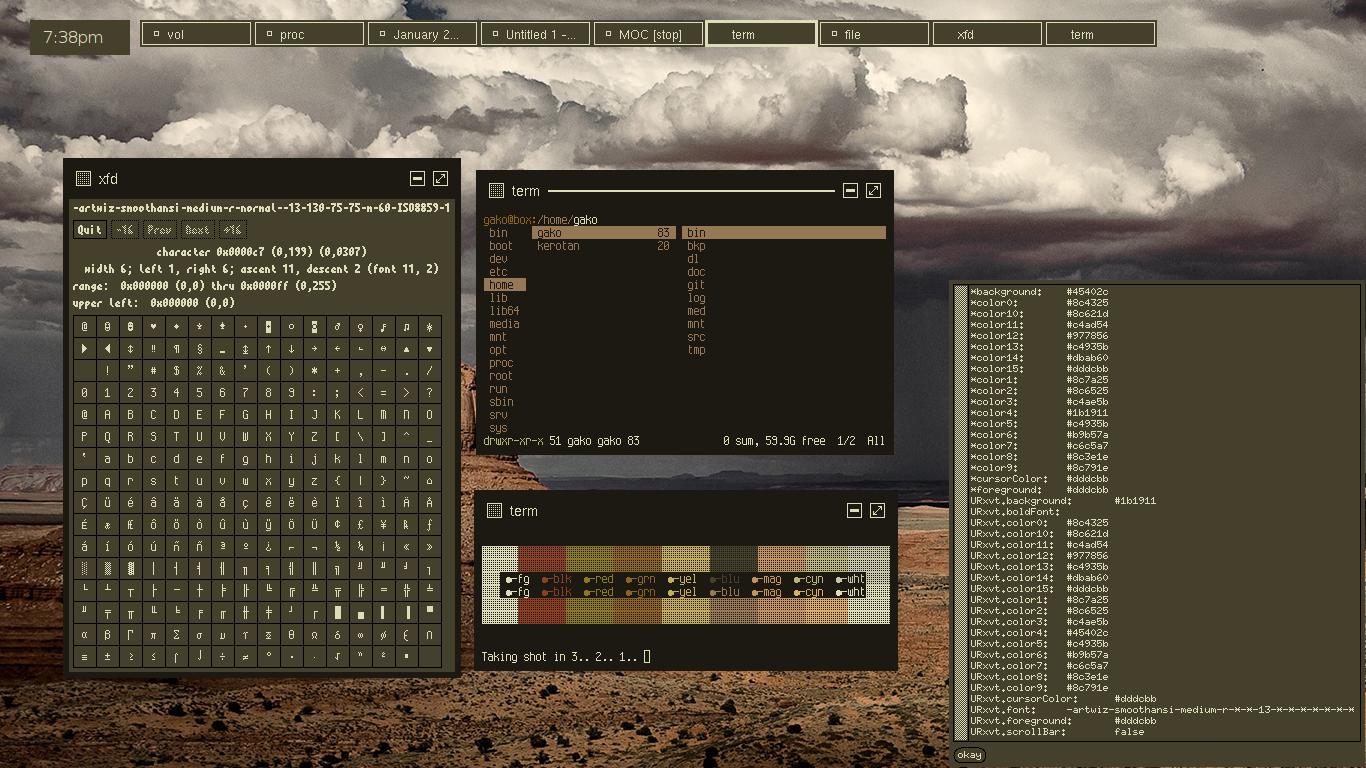 7:38pm
vol
proc
January 2...
Untitled 1 -...
MOC [stop]
term
file
xfd
term
xfd
-artwiz-smoothansi-medium-r-normal--13-130-75-75-m-60-ISO8859-1
Quit -16 Prev Next +16
character 0x0000c7 (0,199) (0,0307)
width 6; left 1, right 6; ascent 11, descent 2 (font 11, 2)
range: 0x000000 (0,0) thru 0x0000ff (0,255)
upper left: 0x000000 (0,0)
! " # $ % & ' ( ) * + , - . /
0 1 2 3 4 5 6 7 8 9 : ; < = > ?
@ A B C D E F G H I J K L M N O
P Q R S T U V W X Y Z [ \ ] ^ _
' a b c d e f g h i j k l m n o
p q r s t u v w x y z { | } ~ ⌂
term
gako@box:/home/gako
bin gako 83 bin
boot kerotan 20 bkp
dev dl
etc doc
home git
lib log
lib64 med
media mnt
mnt src
opt tmp
proc
root
run
sbin
srv
sys
drwxr-xr-x 51 gako gako 83 0 sum, 59.9G free 1/2 All
term
fg blk red grn yel blu mag cyn wht
fg blk red grn yel blu mag cyn wht
Taking shot in 3.. 2.. 1..
*background: #45402c
*color0: #8c4325
*color10: #8c621d
*color11: #c4ad54
*color12: #977856
*color13: #c4935b
*color14: #dbab60
*color15: #dddcbb
*color1: #8c7a25
*color2: #8c6525
*color3: #c4ae5b
*color4: #1b1911
*color5: #c4935b
*color6: #b9b57a
*color7: #c6c5a7
*color8: #8c3e1e
*color9: #8c791e
*cursorColor: #dddcbb
*foreground: #dddcbb
URxvt.background: #1b1911
URxvt.boldFont:
URxvt.color0: #8c4325
URxvt.color10: #8c621d
URxvt.color11: #c4ad54
URxvt.color12: #977856
URxvt.color13: #c4935b
URxvt.color14: #dbab60
URxvt.color15: #dddcbb
URxvt.color1: #8c7a25
URxvt.color2: #8c6525
URxvt.color3: #c4ae5b
URxvt.color4: #45402c
URxvt.color5: #c4935b
URxvt.color6: #b9b57a
URxvt.color7: #c6c5a7
URxvt.color8: #8c3e1e
URxvt.color9: #8c791e
URxvt.cursorColor: #dddcbb
URxvt.font: -artwiz-smoothansi-medium-r-*-*-13-*-*-*-*-*-*-*
URxvt.foreground: #dddcbb
URxvt.scrollBar: false
okay